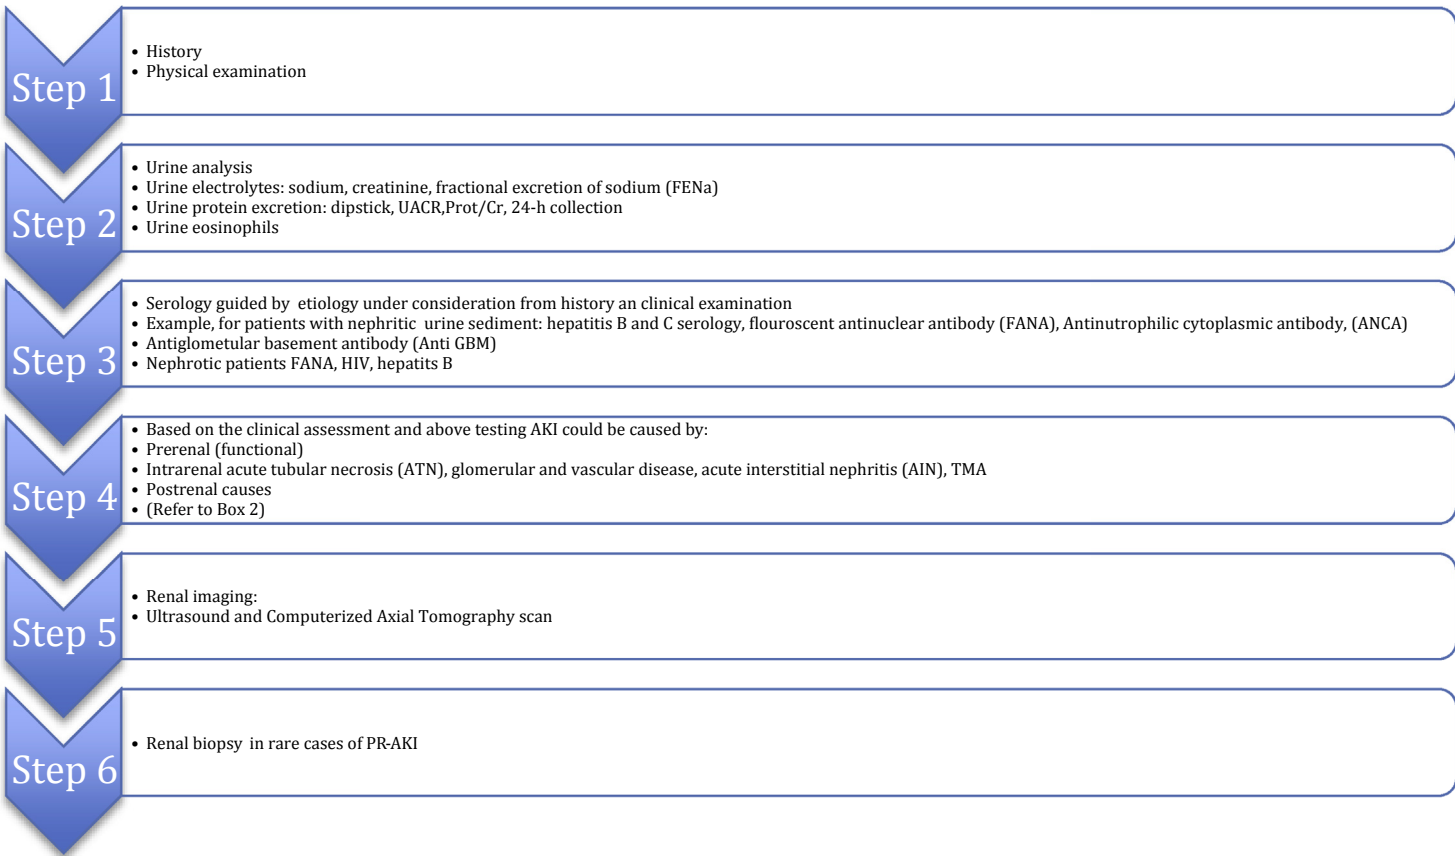 Step 1
• History
• Physical examination
Step 2
• Urine analysis
• Urine electrolytes: sodium, creatinine, fractional excretion of sodium (FENa)
• Urine protein excretion: dipstick, UACR,Prot/Cr, 24-h collection
• Urine eosinophils
Step 3
• Serology guided by etiology under consideration from history an clinical examination
• Example, for patients with nephritic urine sediment: hepatitis B and C serology, flouroscent antinuclear antibody (FANA), Antinutrophilic cytoplasmic antibody, (ANCA)
• Antiglometular basement antibody (Anti GBM)
• Nephrotic patients FANA, HIV, hepatits B
Step 4
• Based on the clinical assessment and above testing AKI could be caused by:
• Prerenal (functional)
• Intrarenal acute tubular necrosis (ATN), glomerular and vascular disease, acute interstitial nephritis (AIN), TMA
• Postrenal causes
• (Refer to Box 2)
Step 5
• Renal imaging:
• Ultrasound and Computerized Axial Tomography scan
Step 6
• Renal biopsy in rare cases of PR-AKI